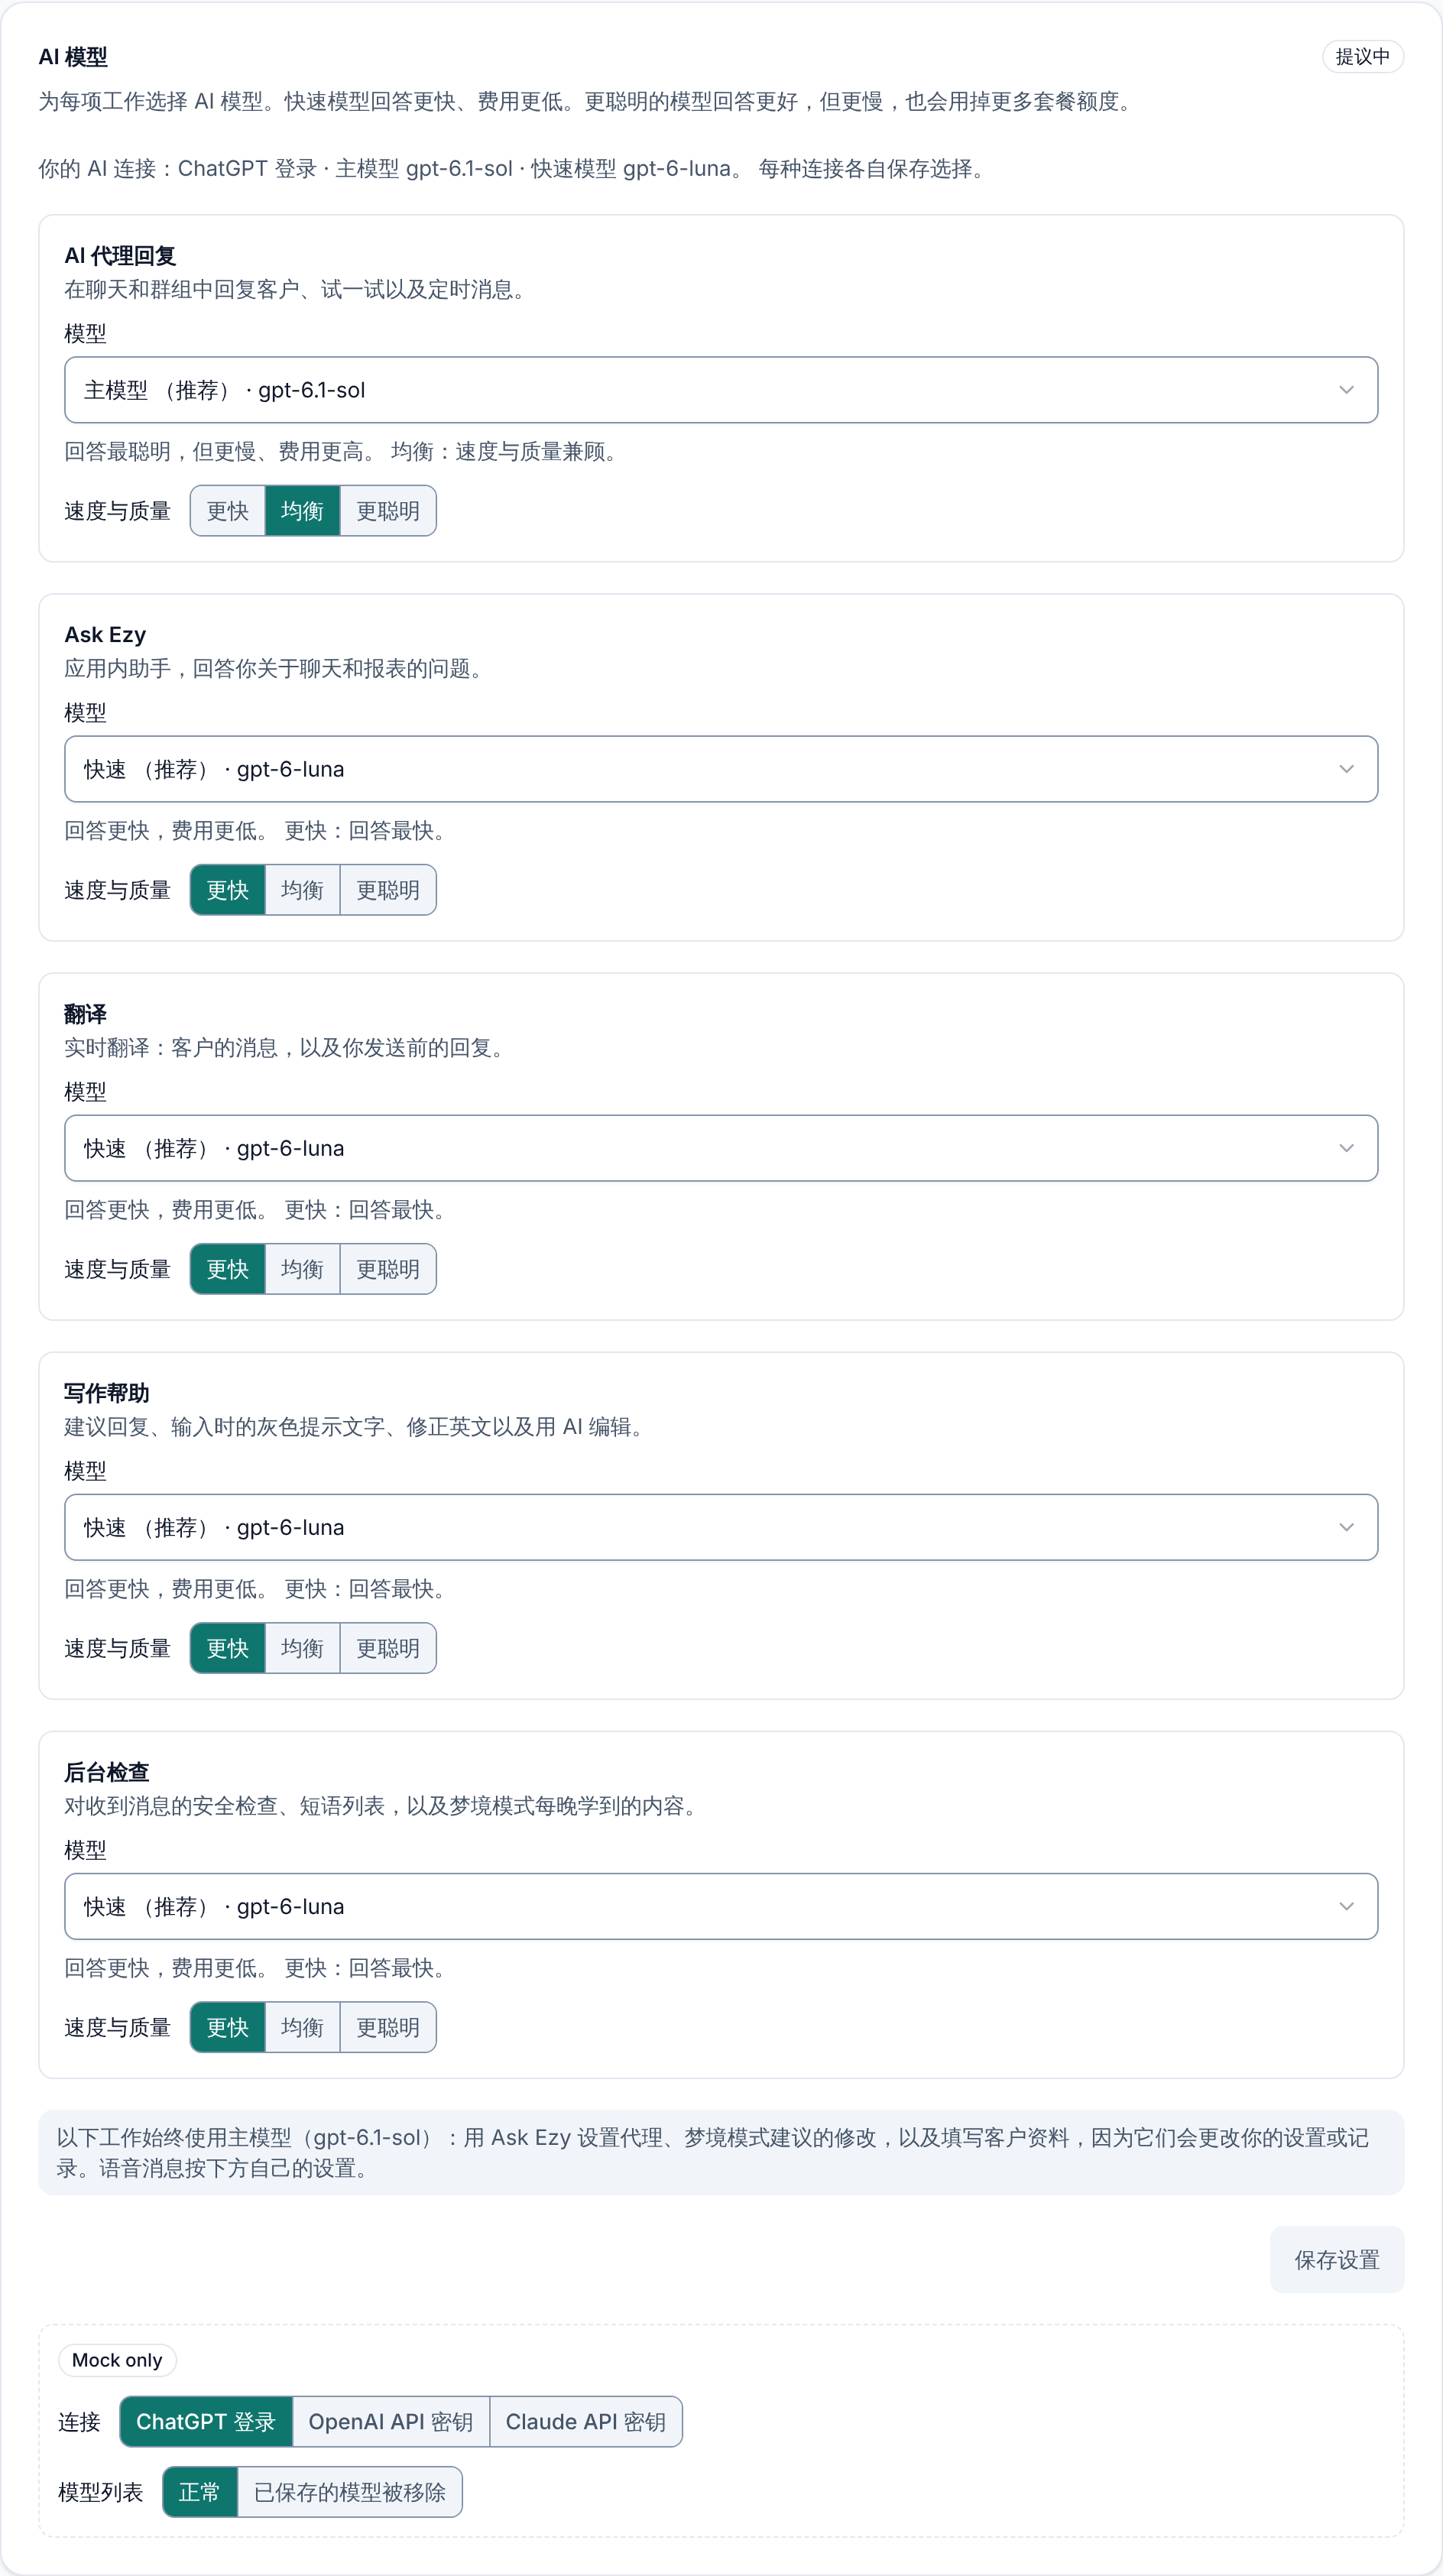 AI 模型
提议中
为每项工作选择 AI 模型。快速模型回答更快、费用更低。更聪明的模型回答更好，但更慢，也会用掉更多套餐额度。
你的 AI 连接：ChatGPT 登录 · 主模型 gpt-6.1-sol · 快速模型 gpt-6-luna。 每种连接各自保存选择。
AI 代理回复
在聊天和群组中回复客户、试一试以及定时消息。
模型
主模型 （推荐） · gpt-6.1-sol
回答最聪明，但更慢、费用更高。 均衡：速度与质量兼顾。
速度与质量 更快 均衡 更聪明
Ask Ezy
应用内助手，回答你关于聊天和报表的问题。
模型
快速 （推荐） · gpt-6-luna
回答更快，费用更低。 更快：回答最快。
速度与质量 更快 均衡 更聪明
翻译
实时翻译：客户的消息，以及你发送前的回复。
模型
快速 （推荐） · gpt-6-luna
回答更快，费用更低。 更快：回答最快。
速度与质量 更快 均衡 更聪明
写作帮助
建议回复、输入时的灰色提示文字、修正英文以及用 AI 编辑。
模型
快速 （推荐） · gpt-6-luna
回答更快，费用更低。 更快：回答最快。
速度与质量 更快 均衡 更聪明
后台检查
对收到消息的安全检查、短语列表，以及梦境模式每晚学到的内容。
模型
快速 （推荐） · gpt-6-luna
回答更快，费用更低。 更快：回答最快。
速度与质量 更快 均衡 更聪明
以下工作始终使用主模型（gpt-6.1-sol）：用 Ask Ezy 设置代理、梦境模式建议的修改，以及填写客户资料，因为它们会更改你的设置或记
录。语音消息按下方自己的设置。
保存设置
Mock only
连接 ChatGPT 登录 OpenAI API 密钥 Claude API 密钥
模型列表 正常 已保存的模型被移除